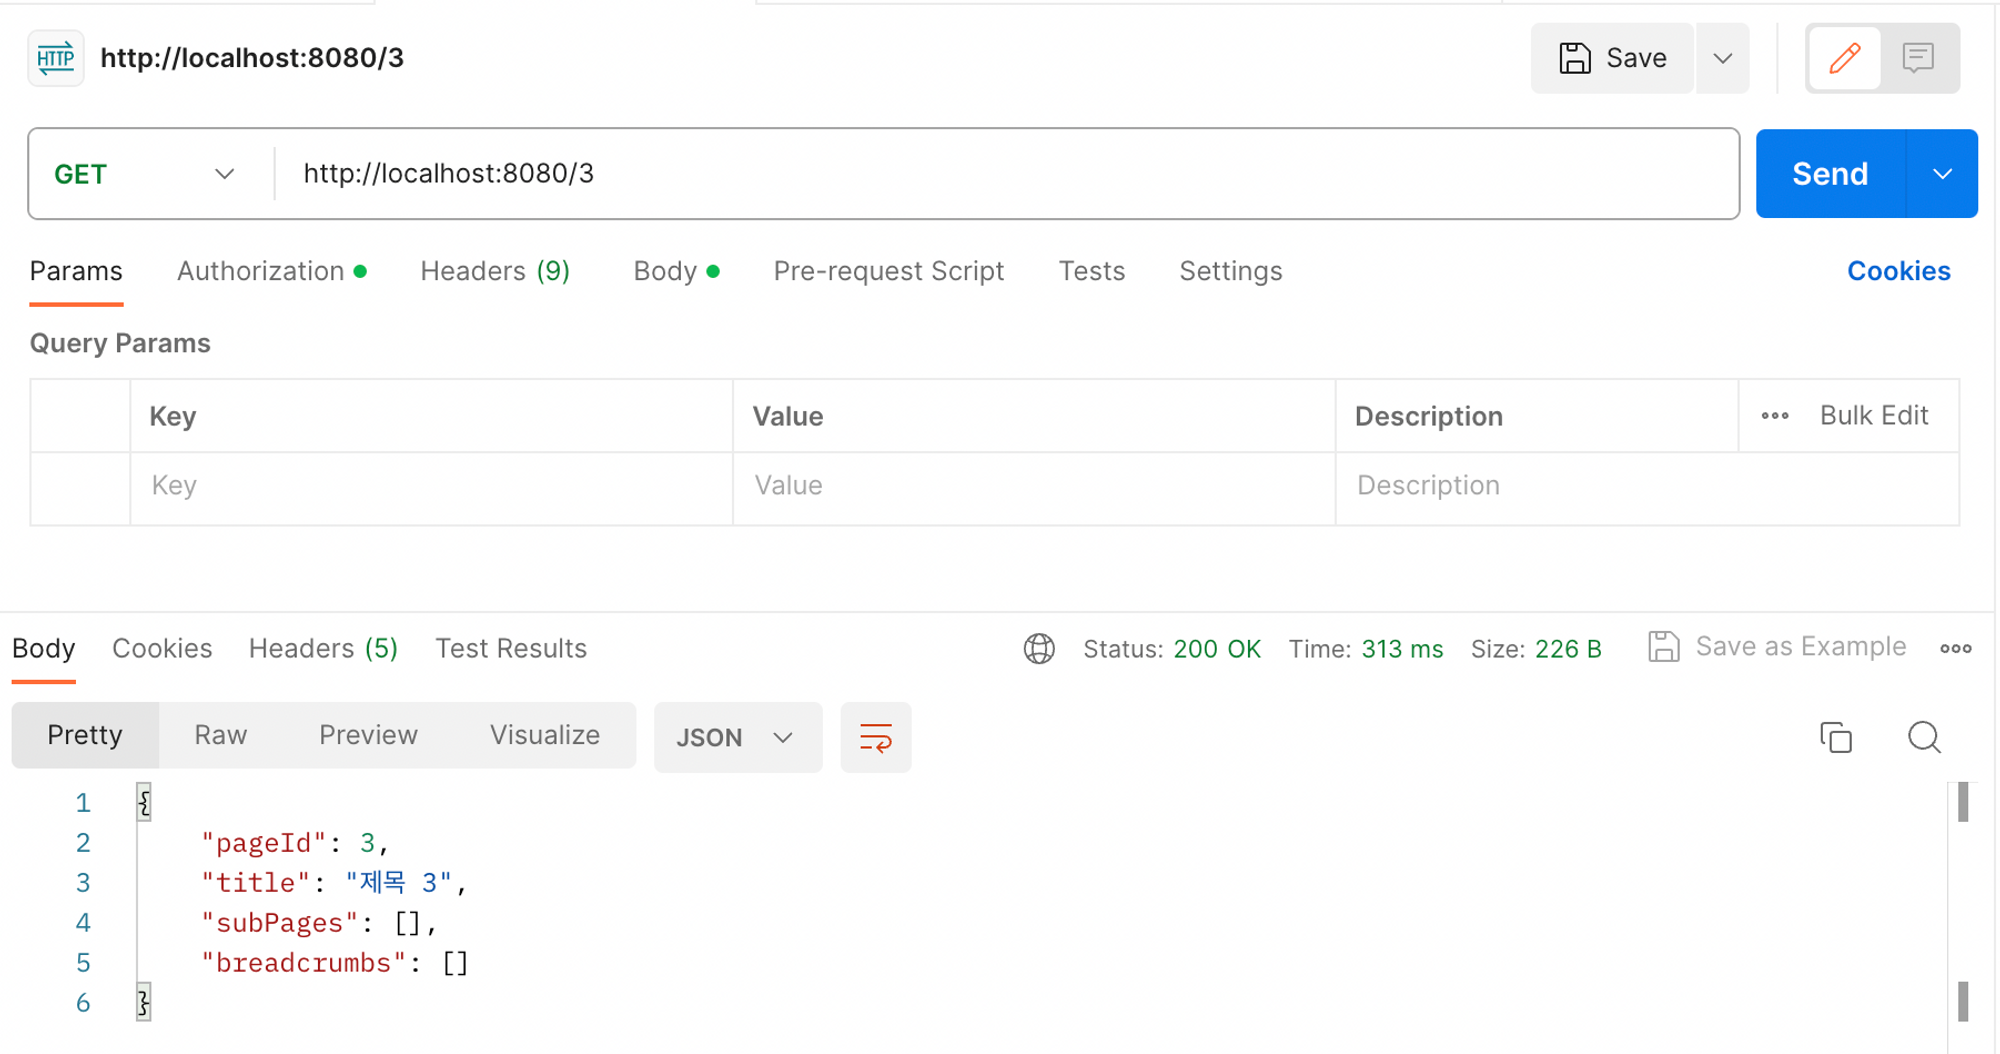 HTTP http://localhost:8080/3 Save
GET http://localhost:8080/3 Send
Params Authorization Headers (9) Body Pre-request Script Tests Settings Cookies
Query Params
Key Value Description Bulk Edit
Key Value Description
Body Cookies Headers (5) Test Results Status: 200 OK Time: 313 ms Size: 226 B Save as Example
Pretty Raw Preview Visualize JSON
1 {
2 "pageId": 3,
3 "title": "제목 3",
4 "subPages": [],
5 "breadcrumbs": []
6 }